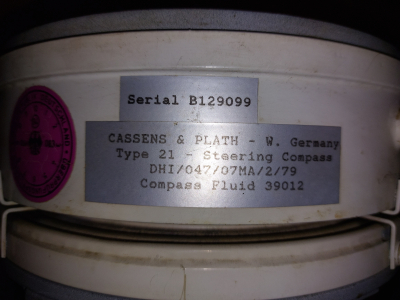 Serial B129099
CASSENS & PLATH - W. Germany
Type 21 - Steering Compass
DHI/047/07MA/2/79
Compass Fluid 39012